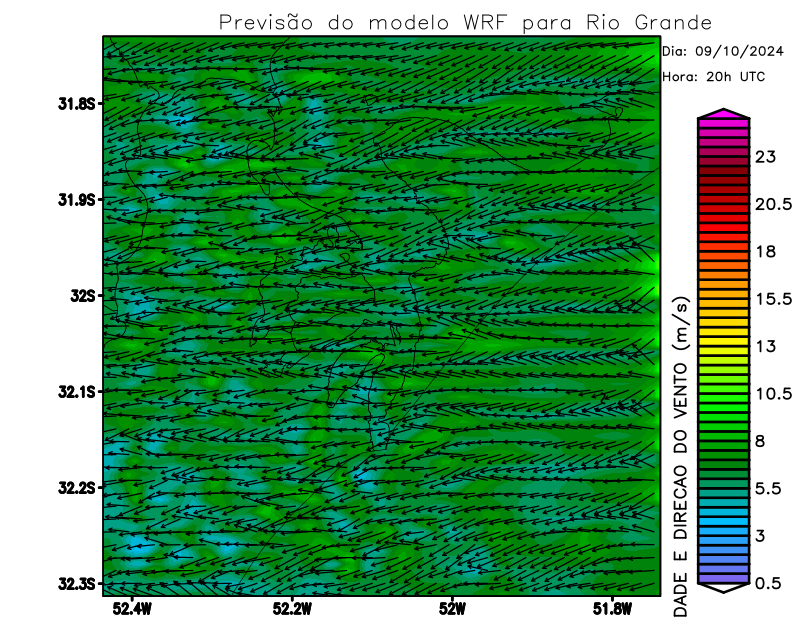 Previsão do modelo WRF para Rio Grande
Dia: 09/10/2024
Hora: 20h UTC
31.8S
31.9S
32S
32.1S
32.2S
32.3S
52.4W
52.2W
52W
51.8W
DADE E DIRECAO DO VENTO (m/s)
23
20.5
18
15.5
13
10.5
8
5.5
3
0.5